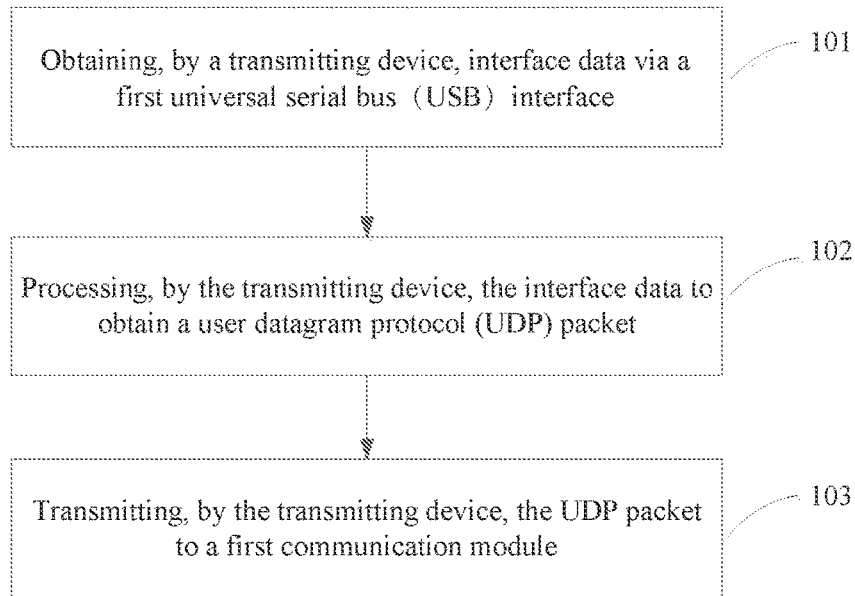 Obtaining, by a transmitting device, interface data via a
first universal serial bus（USB）interface
101
Processing, by the transmitting device, the interface data to
obtain a user datagram protocol (UDP) packet
102
Transmitting, by the transmitting device, the UDP packet
to a first communication module
103